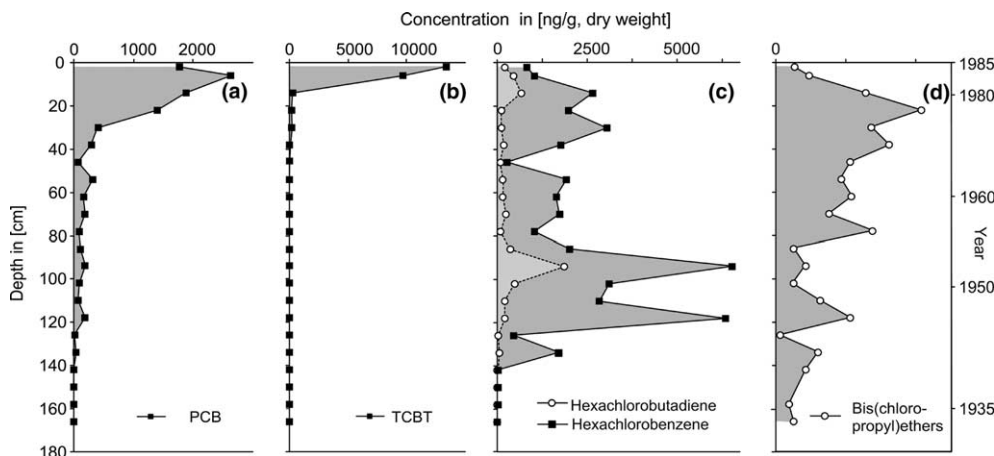 Concentration in [ng/g, dry weight]
0 1000 2000 0 5000 10000 0 2500 5000 0
0 1985
(a) (b) (c) (d)
20 1980
40
60 1960
80
100 1950
120
140
160 1935
180
Depth in [cm]
Year
PCB
TCBT
Hexachlorobutadiene
Hexachlorobenzene
Bis(chloro-
propyl)ethers